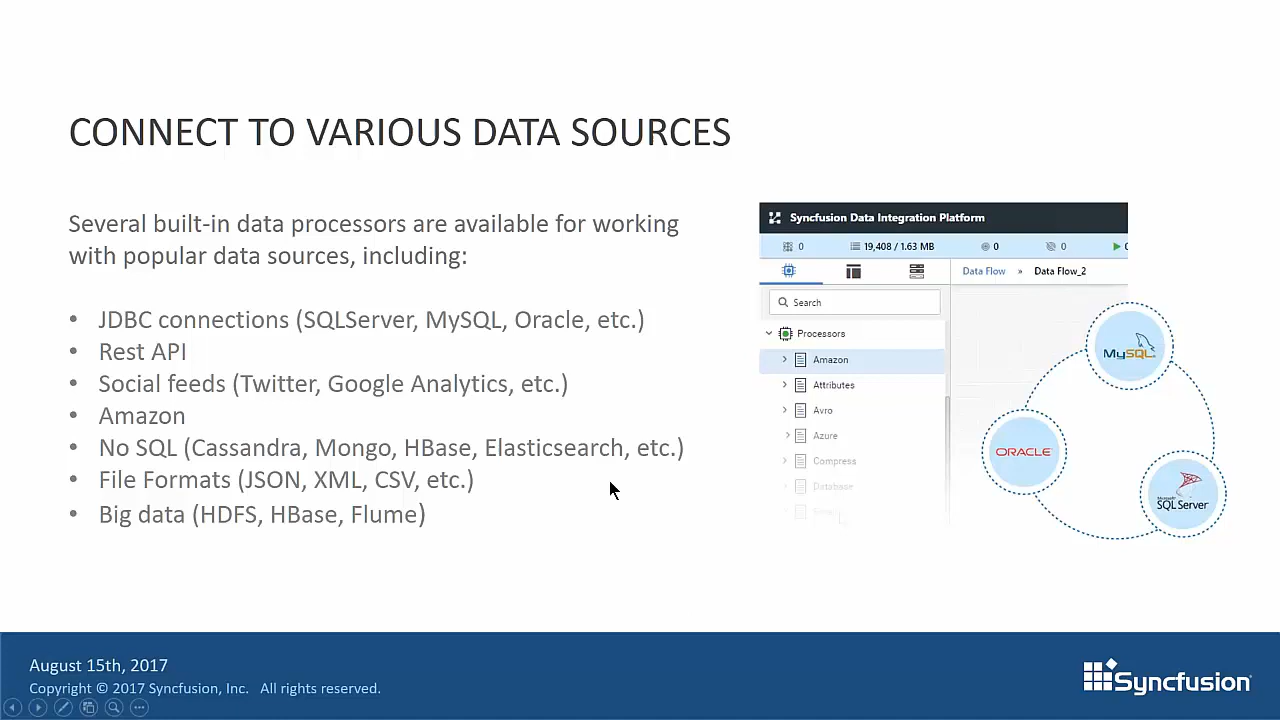 CONNECT TO VARIOUS DATA SOURCES
Several built-in data processors are available for working
with popular data sources, including:
• JDBC connections (SQLServer, MySQL, Oracle, etc.)
• Rest API
• Social feeds (Twitter, Google Analytics, etc.)
• Amazon
• No SQL (Cassandra, Mongo, HBase, Elasticsearch, etc.)
• File Formats (JSON, XML, CSV, etc.)
• Big data (HDFS, HBase, Flume)
Syncfusion Data Integration Platform
0 19,408 / 1.63 MB 0 0
Data Flow » Data Flow_2
Search
Processors
Amazon
Attributes
Avro
Azure
Compress
Database
MySQL
ORACLE
Microsoft
SQL Server
August 15th, 2017
Copyright © 2017 Syncfusion, Inc. All rights reserved.
Syncfusion